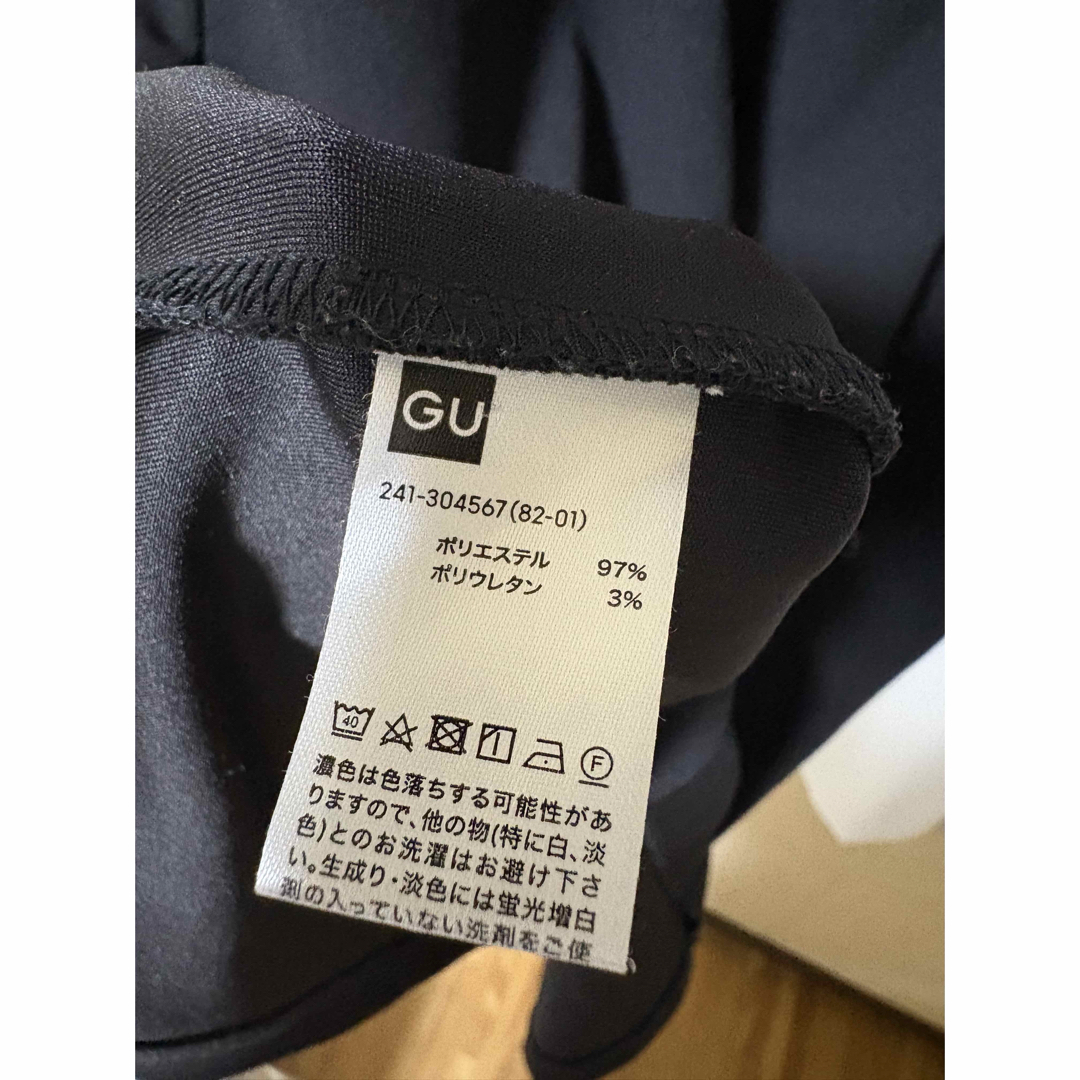 GU
241-304567(82-01)
ポリエステル 97%
ポリウレタン 3%
40 F
濃色は色落ちする可能性があ
りますので、他の物(特に白、淡
色)とのお洗濯はお避け下さ
い。生成り・淡色には蛍光増白
剤の入っていない洗剤をご使